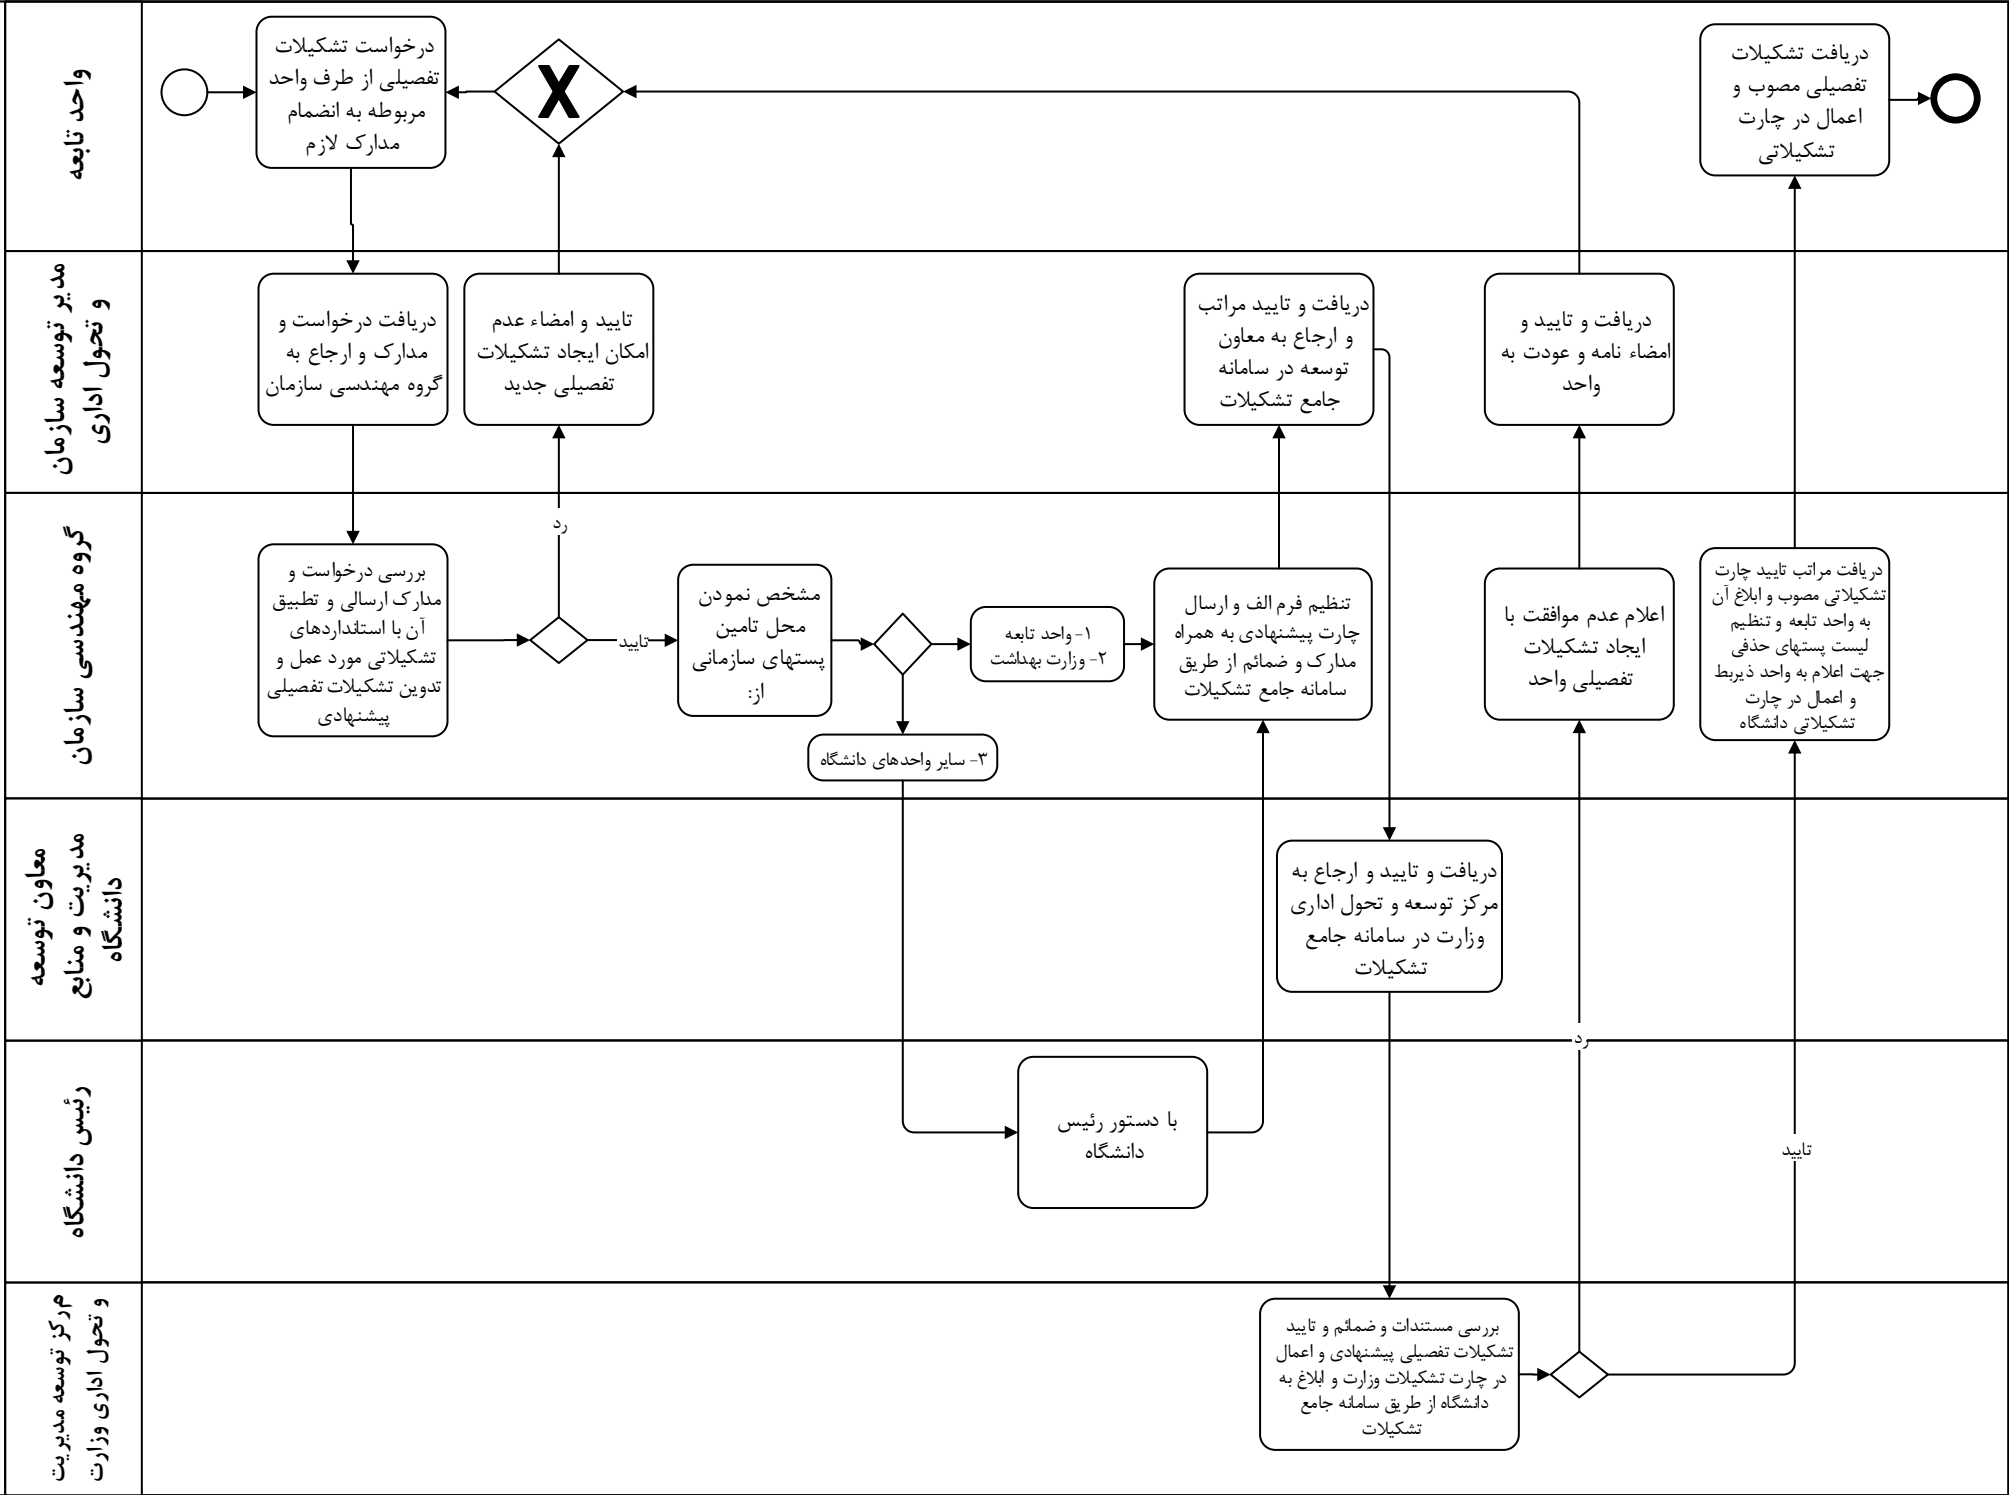 واحد تابعه
درخواست تشکیلات
تفصیلی از طرف واحد
مربوطه به انضمام
مدارک لازم
X
دریافت تشکیلات
تفصیلی مصوب و
اعمال در چارت
تشکیلاتی
مدیر توسعه سازمان
و تحول اداری
دریافت درخواست و
مدارک و ارجاع به
گروه مهندسی سازمان
تایید و امضاء عدم
امکان ایجاد تشکیلات
تفصیلی جدید
دریافت و تایید مراتب
و ارجاع به معاون
توسعه در سامانه
جامع تشکیلات
دریافت و تایید و
امضاء نامه و عودت به
واحد
گروه مهندسی سازمان
بررسی درخواست و
مدارک ارسالی و تطبیق
آن با استانداردهای
تشکیلاتی مورد عمل و
تدوین تشکیلات تفصیلی
پیشنهادی
رد
تایید
مشخص نمودن
محل تامین
پستهای سازمانی
از:
۱- واحد تابعه
۲- وزارت بهداشت
۳- سایر واحدهای دانشگاه
تنظیم فرم الف و ارسال
چارت پیشنهادی به همراه
مدارک و ضمائم از طریق
سامانه جامع تشکیلات
اعلام عدم موافقت با
ایجاد تشکیلات
تفصیلی واحد
دریافت مراتب تایید چارت
تشکیلاتی مصوب و ابلاغ آن
به واحد تابعه و تنظیم
لیست پستهای حذفی
جهت اعلام به واحد ذیربط
و اعمال در چارت
تشکیلاتی دانشگاه
معاون توسعه
مدیریت و منابع
دانشگاه
دریافت و تایید و ارجاع به
مرکز توسعه و تحول اداری
وزارت در سامانه جامع
تشکیلات
رد
رئیس دانشگاه
با دستور رئیس
دانشگاه
تایید
مرکز توسعه مدیریت
و تحول اداری وزارت
بررسی مستندات و ضمائم و تایید
تشکیلات تفصیلی پیشنهادی و اعمال
در چارت تشکیلات وزارت و ابلاغ به
دانشگاه از طریق سامانه جامع
تشکیلات